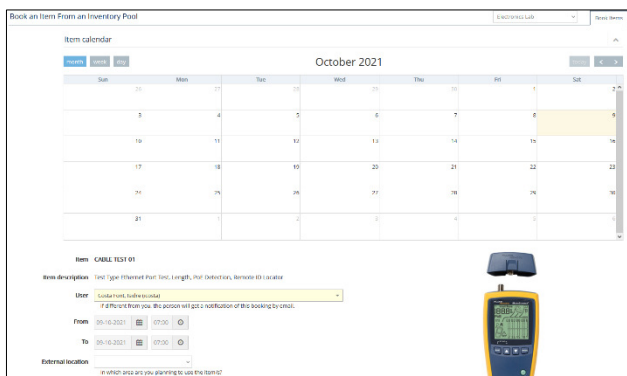 Book an Item From an Inventory Pool
Electronics Lab
Book Items
Item calendar
month week day
October 2021
Sun Mon Tue Wed Thu Fri Sat
26 27 28 29 30 1 2
3 4 5 6 7 8 9
10 11 12 13 14 15 16
17 18 19 20 21 22 23
24 25 26 27 28 29 30
31 1 2 3 4 5 6
Item CABLE TEST 01
Item description Test Type Ethernet Port Test, Length, PoE Detection, Remote ID Locator
User
If different from you, the person will get a notification of this booking by email.
From 09-10-2021 07:00
To 09-10-2021 07:00
External location
In which area are you planning to use the item/s?